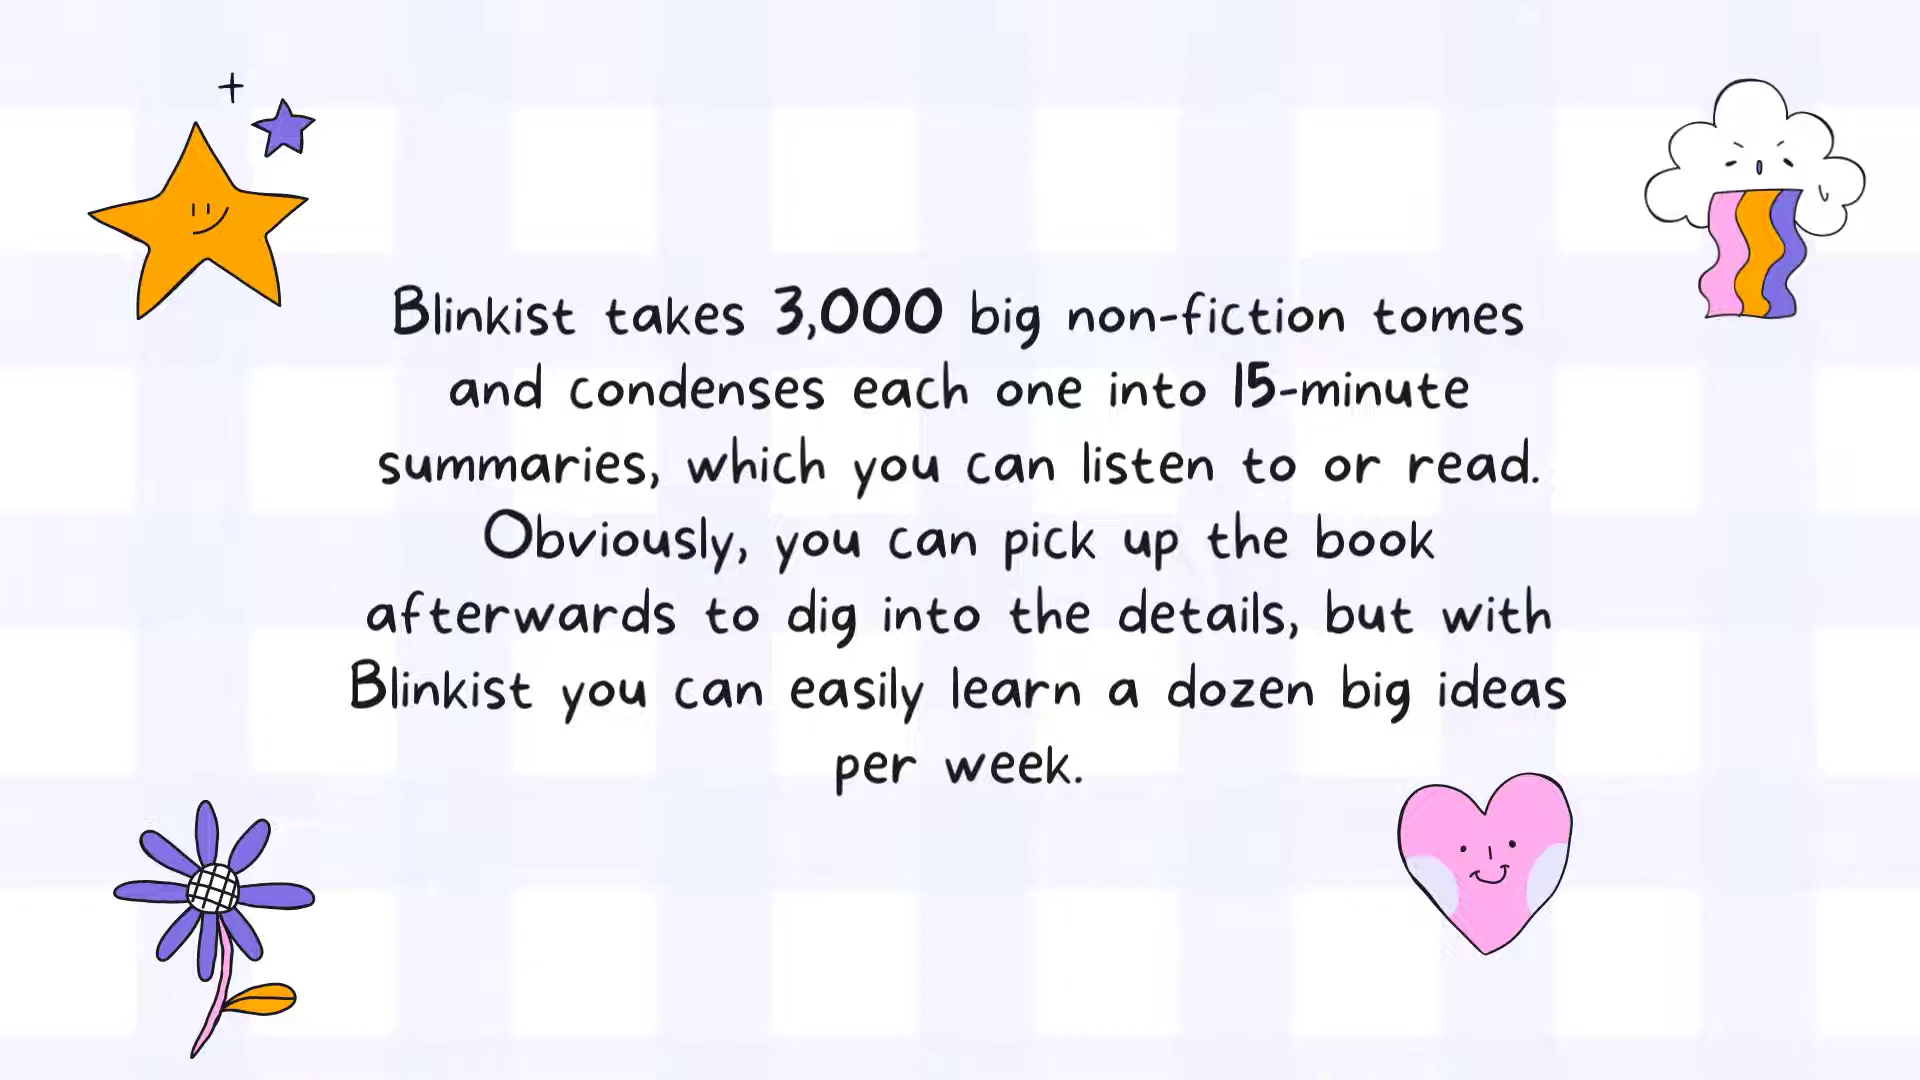 Blinkist takes 3,000 big non-fiction tomes
and condenses each one into 15-minute
summaries, which you can listen to or read.
Obviously, you can pick up the book
afterwards to dig into the details, but with
Blinkist you can easily learn a dozen big ideas
per week.